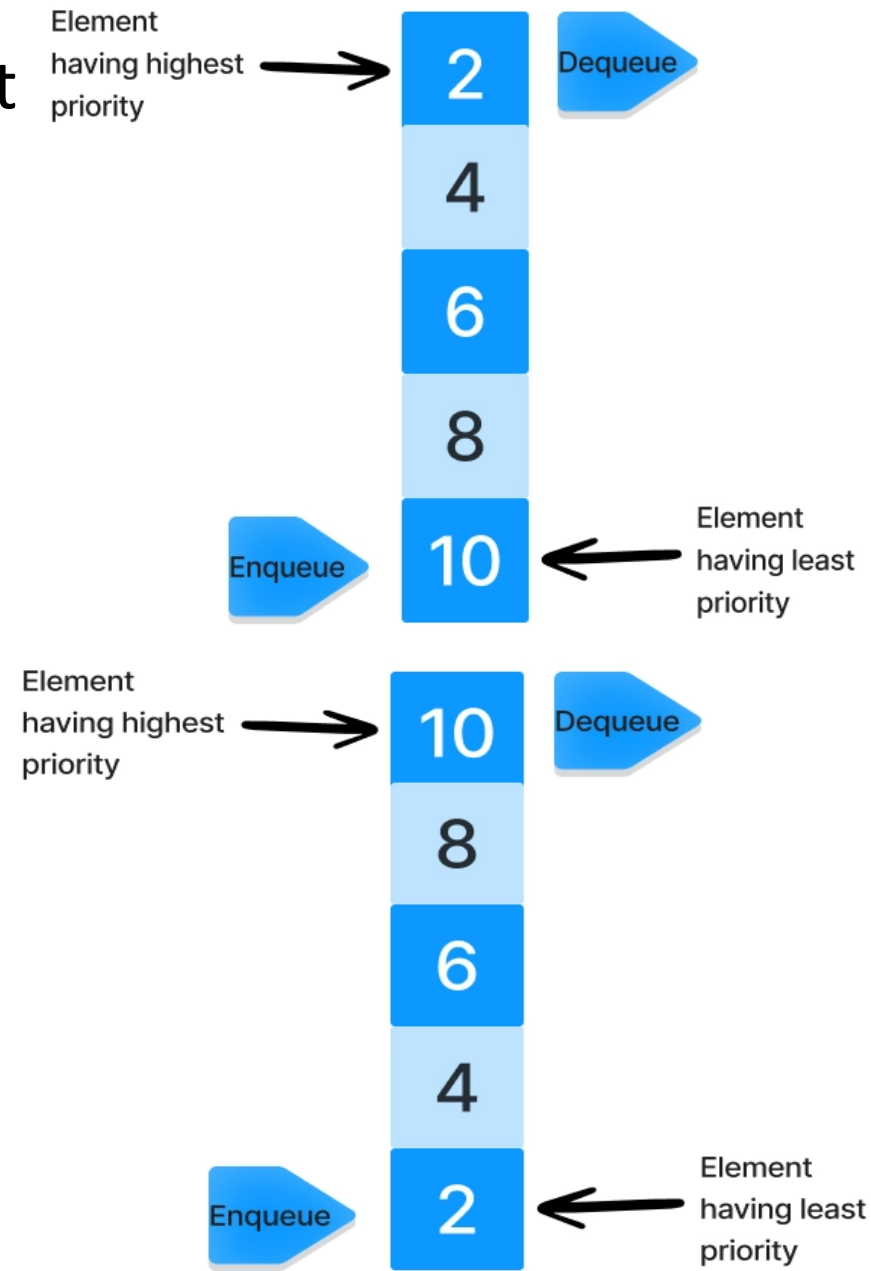 t
Element
having highest
priority
2
Dequeue
4
6
8
10
Enqueue
Element
having least
priority
Element
having highest
priority
10
Dequeue
8
6
4
2
Enqueue
Element
having least
priority